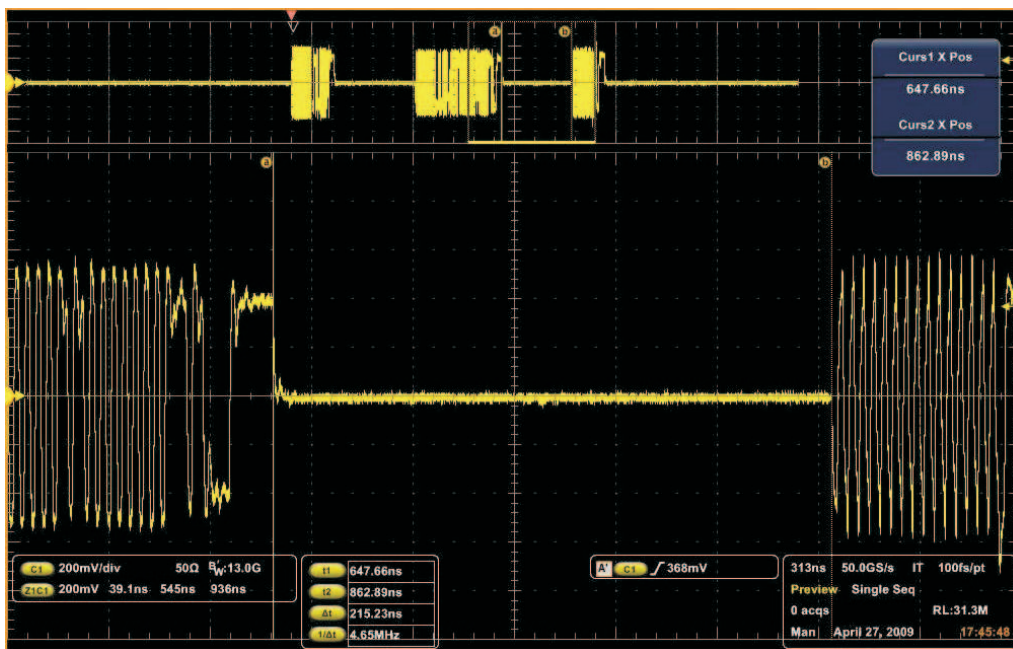 a
b
Curs1 X Pos
647.66ns
Curs2 X Pos
862.89ns
a
b
C1 200mV/div 50Ω B'W:13.0G
Z1C1 200mV 39.1ns 545ns 936ns
t1 647.66ns
t2 862.89ns
Δt 215.23ns
1/Δt 4.65MHz
A' C1 368mV
313ns 50.0GS/s IT 100fs/pt
Preview Single Seq
0 acqs RL:31.3M
Man April 27, 2009 17:45:48